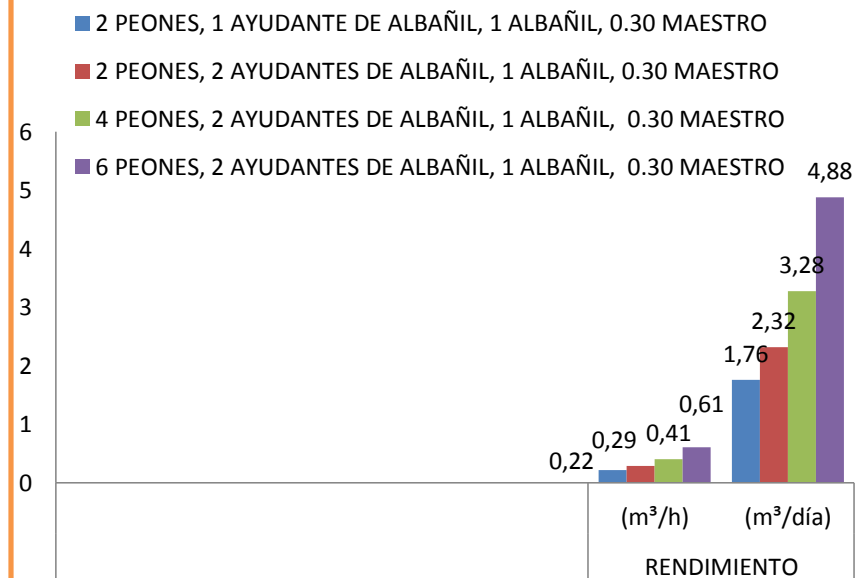 2 PEONES, 1 AYUDANTE DE ALBAÑIL, 1 ALBAÑIL, 0.30 MAESTRO
2 PEONES, 2 AYUDANTES DE ALBAÑIL, 1 ALBAÑIL, 0.30 MAESTRO
4 PEONES, 2 AYUDANTES DE ALBAÑIL, 1 ALBAÑIL, 0.30 MAESTRO
6 PEONES, 2 AYUDANTES DE ALBAÑIL, 1 ALBAÑIL, 0.30 MAESTRO
6
5
4
3
2
1
0
0,22
0,29
0,41
0,61
1,76
2,32
3,28
4,88
(m³/h)
(m³/día)
RENDIMIENTO